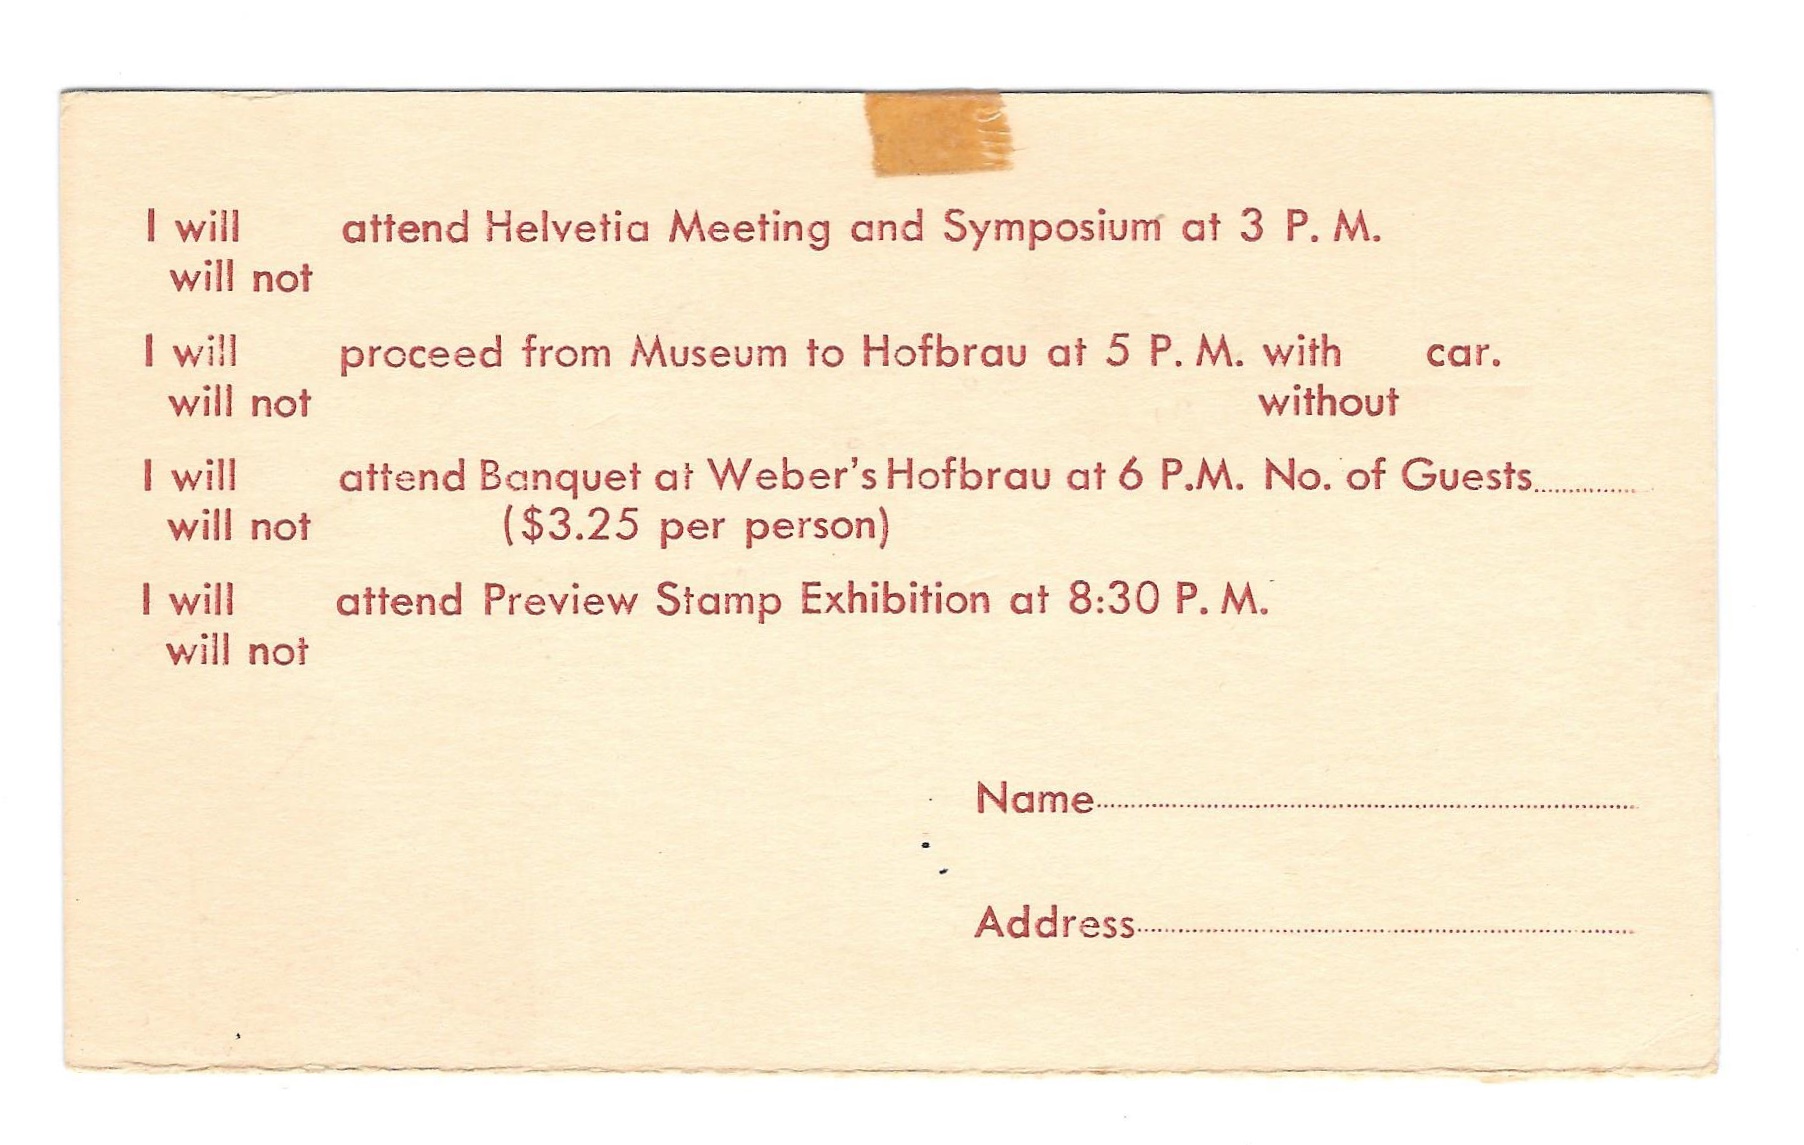 I will attend Helvetia Meeting and Symposium at 3 P. M.
will not
I will proceed from Museum to Hofbrau at 5 P. M. with car.
will not without
I will attend Banquet at Weber's Hofbrau at 6 P.M. No. of Guests..............
will not ($3.25 per person)
I will attend Preview Stamp Exhibition at 8:30 P. M.
will not
Name......................................................................
Address................................................................